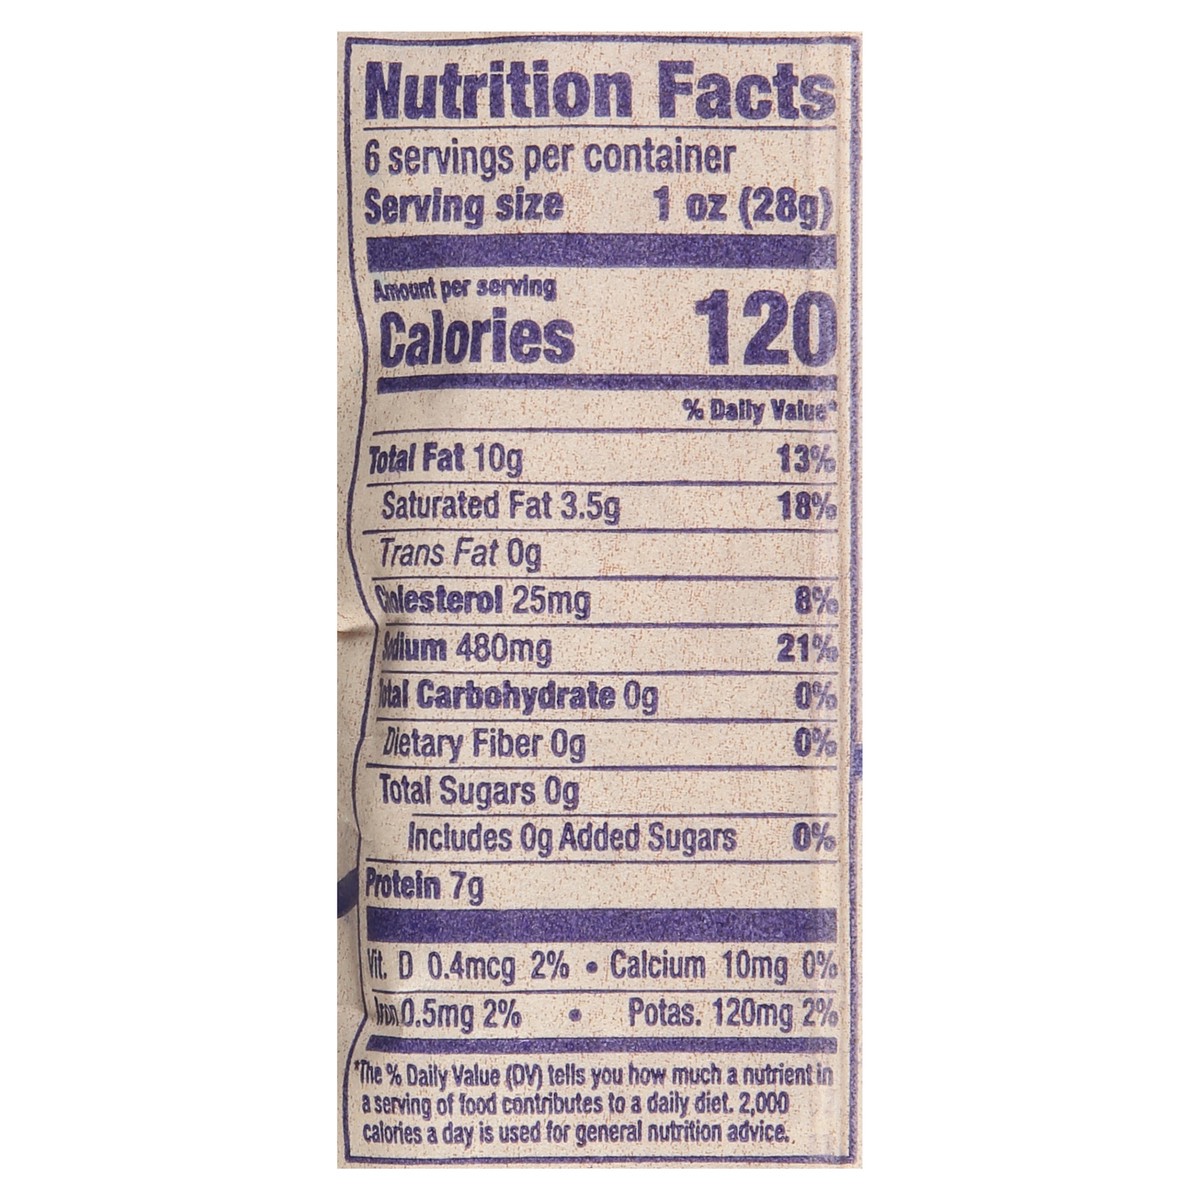 Nutrition Facts
6 servings per container
Serving size 1 oz (28g)
Amount per serving
Calories 120
% Daily Value*
Total Fat 10g 13%
Saturated Fat 3.5g 18%
Trans Fat 0g
Cholesterol 25mg 8%
Sodium 480mg 21%
Total Carbohydrate 0g 0%
Dietary Fiber 0g 0%
Total Sugars 0g
Includes 0g Added Sugars 0%
Protein 7g
Vit. D 0.4mcg 2% • Calcium 10mg 0%
Iron 0.5mg 2% • Potas. 120mg 2%
*The % Daily Value (DV) tells you how much a nutrient in
a serving of food contributes to a daily diet. 2,000
calories a day is used for general nutrition advice.